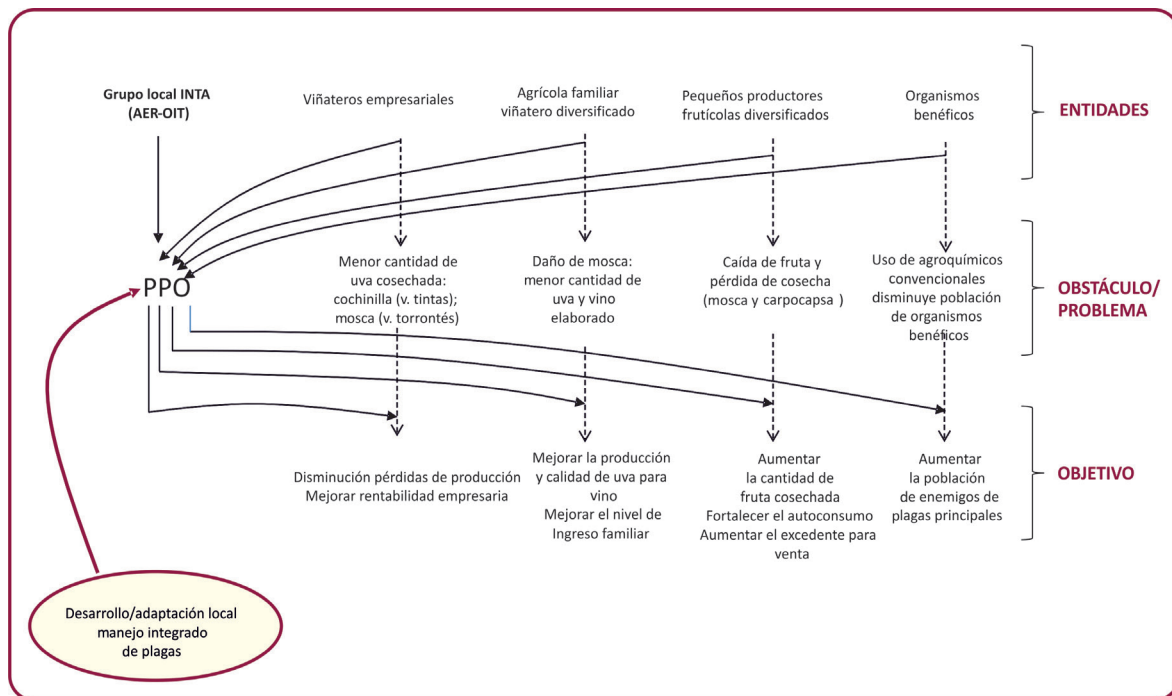 Grupo local INTA
(AER-OIT)
Viñateros empresariales
Agrícola familiar
viñatero diversificado
Pequeños productores
frutícolas diversificados
Organismos
benéficos
ENTIDADES
PPO
Menor cantidad de
uva cosechada:
cochinilla (v. tintas);
mosca (v. torrontés)
Daño de mosca:
menor cantidad de
uva y vino
elaborado
Caída de fruta y
pérdida de cosecha
(mosca y carpocapsa )
Uso de agroquímicos
convencionales
disminuye población
de organismos
benéficos
OBSTÁCULO/
PROBLEMA
Disminución pérdidas de producción
Mejorar rentabilidad empresaria
Mejorar la producción
y calidad de uva para
vino
Mejorar el nivel de
Ingreso familiar
Aumentar
la cantidad de
fruta cosechada
Fortalecer el autoconsumo
Aumentar el excedente para
venta
Aumentar
la población
de enemigos de
plagas principales
OBJETIVO
Desarrollo/adaptación local
manejo integrado
de plagas